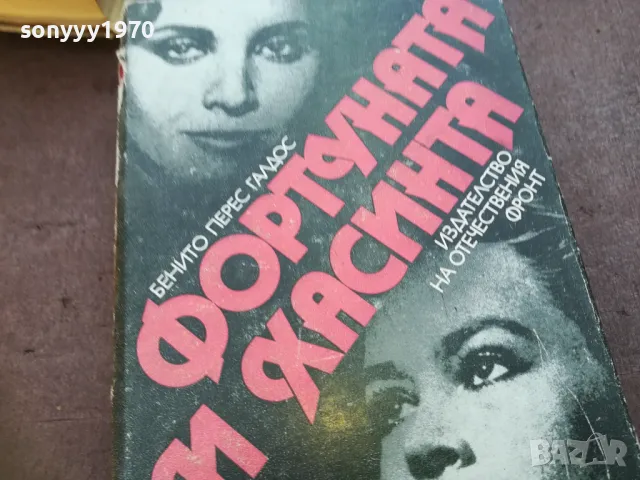 sonyyy1970
БЕНИТО ПЕРЕС ГАЛДОС
ФОРТУНАТА
И ХАСИНТА
ИЗДАТЕЛСТВО
НА ОТЕЧЕСТВЕНИЯ
ФРОНТ
BAZAR